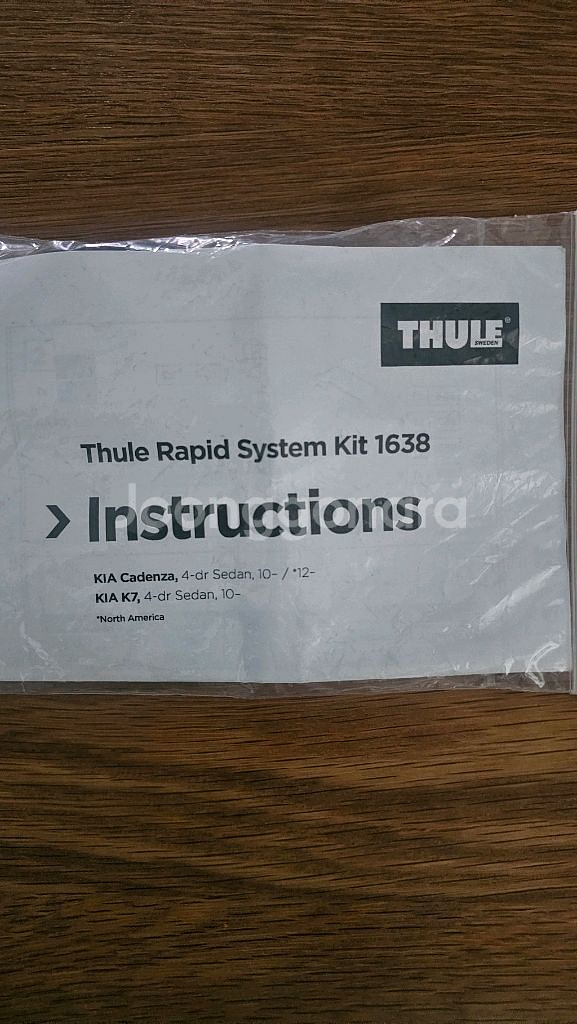 THULE®
SWEDEN
Thule Rapid System Kit 1638
> Instructions
KIA Cadenza, 4-dr Sedan, 10– / *12–
KIA K7, 4-dr Sedan, 10–
*North America